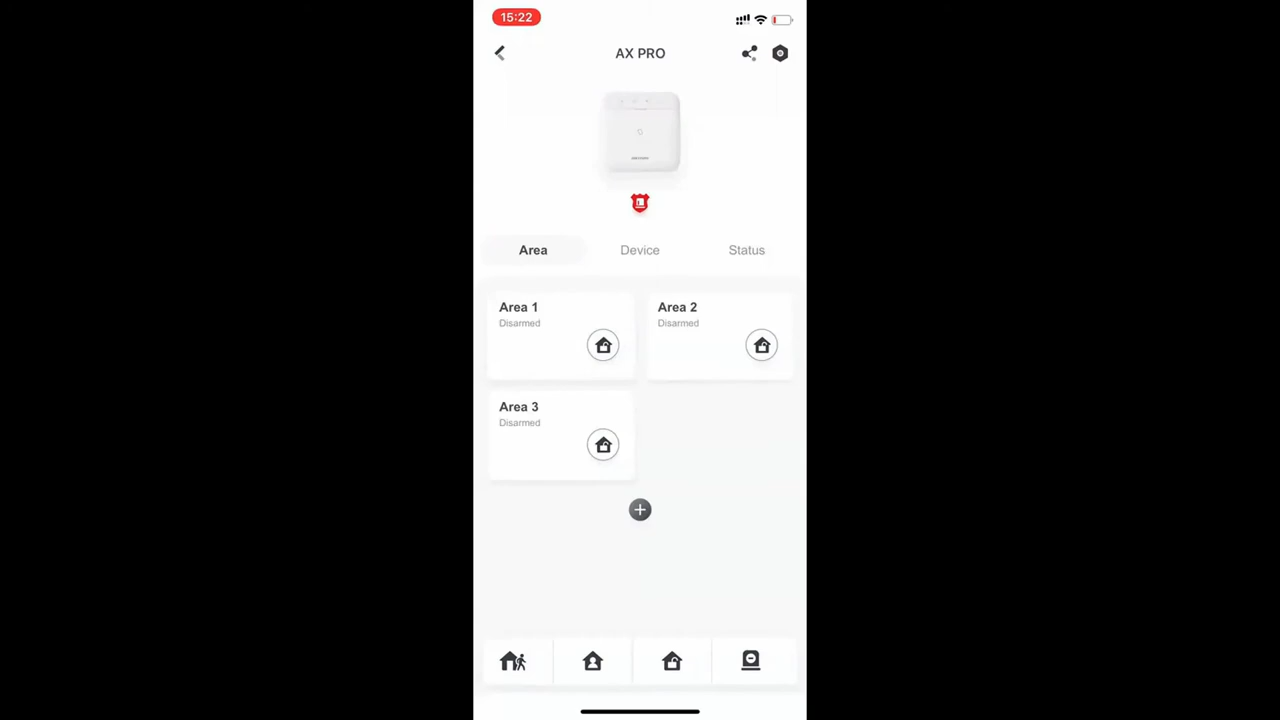 15:22
AX PRO
Area
Device
Status
Area 1
Disarmed
Area 2
Disarmed
Area 3
Disarmed